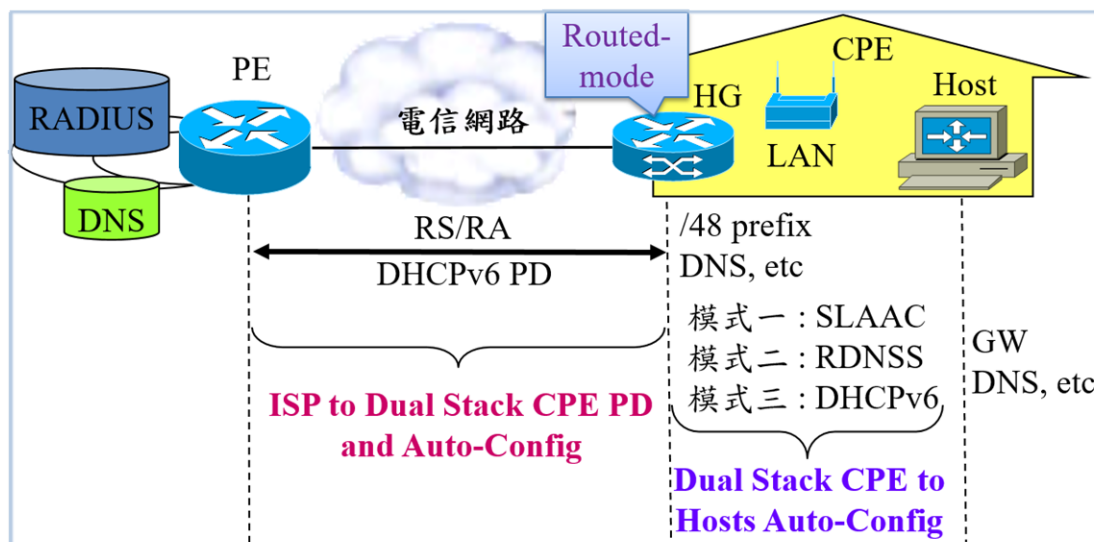 Routed-
mode
PE
CPE
HG
Host
RADIUS
電信網路
LAN
DNS
RS/RA
DHCPv6 PD
/48 prefix
DNS, etc
模式一 : SLAAC
模式二 : RDNSS
模式三 : DHCPv6
GW
DNS, etc
ISP to Dual Stack CPE PD
and Auto-Config
Dual Stack CPE to
Hosts Auto-Config